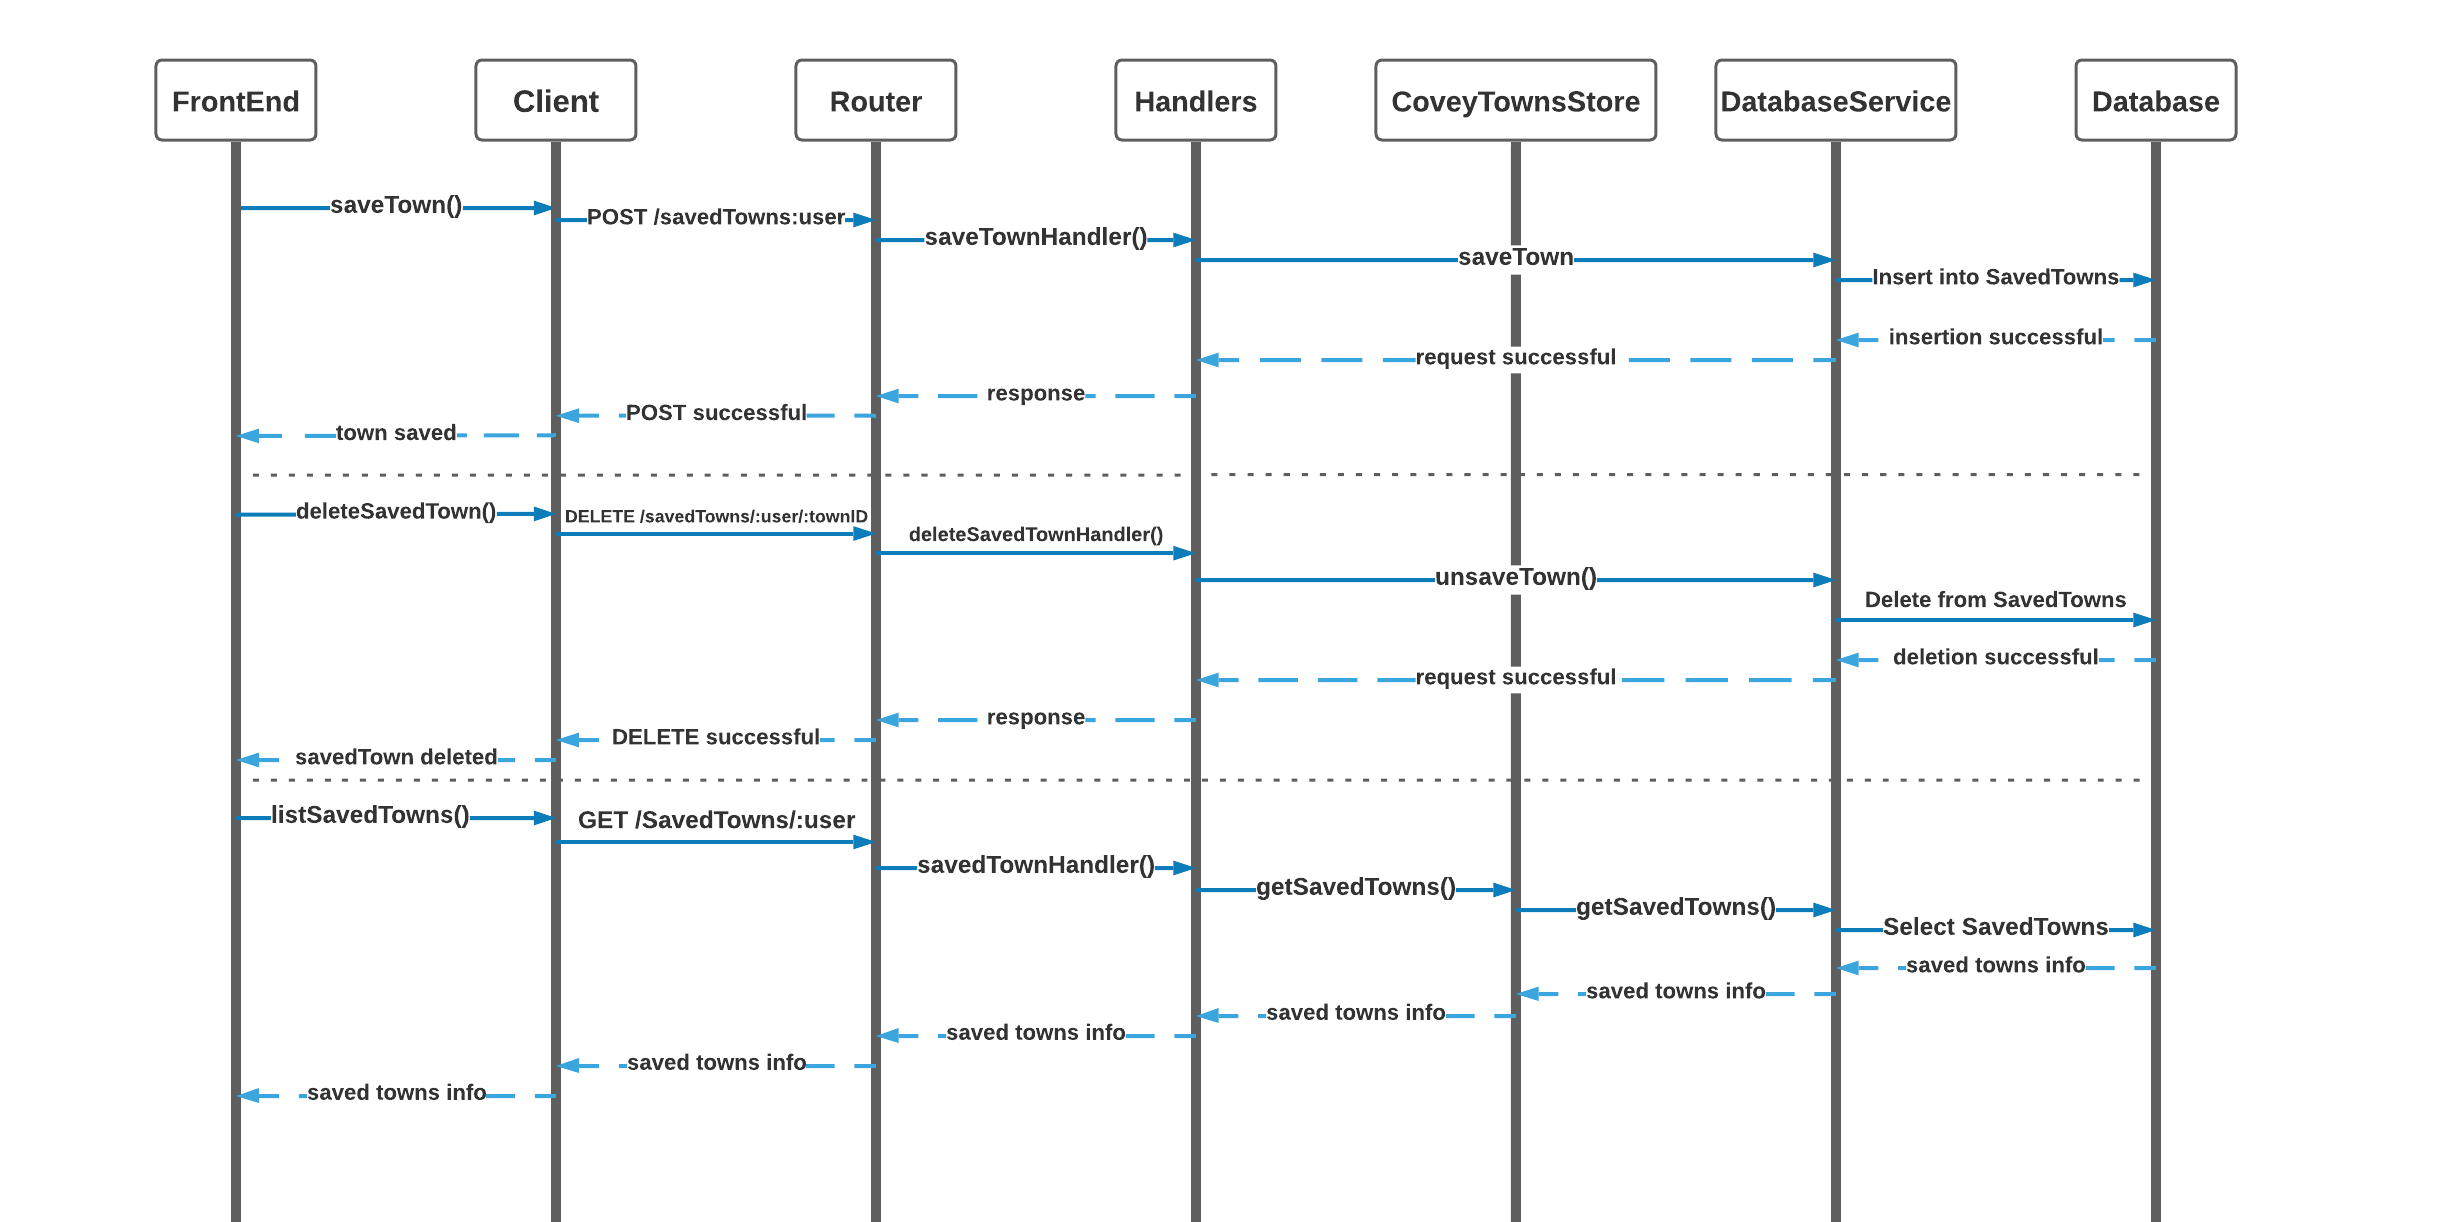 FrontEnd
Client
Router
Handlers
CoveyTownsStore
DatabaseService
Database
saveTown()
POST /savedTowns:user
saveTownHandler()
saveTown
Insert into SavedTowns
insertion successful
request successful
response
POST successful
town saved
deleteSavedTown()
DELETE /savedTowns/:user/:townID
deleteSavedTownHandler()
unsaveTown()
Delete from SavedTowns
deletion successful
request successful
response
DELETE successful
savedTown deleted
listSavedTowns()
GET /SavedTowns/:user
savedTownHandler()
getSavedTowns()
getSavedTowns()
Select SavedTowns
saved towns info
saved towns info
saved towns info
saved towns info
saved towns info
saved towns info